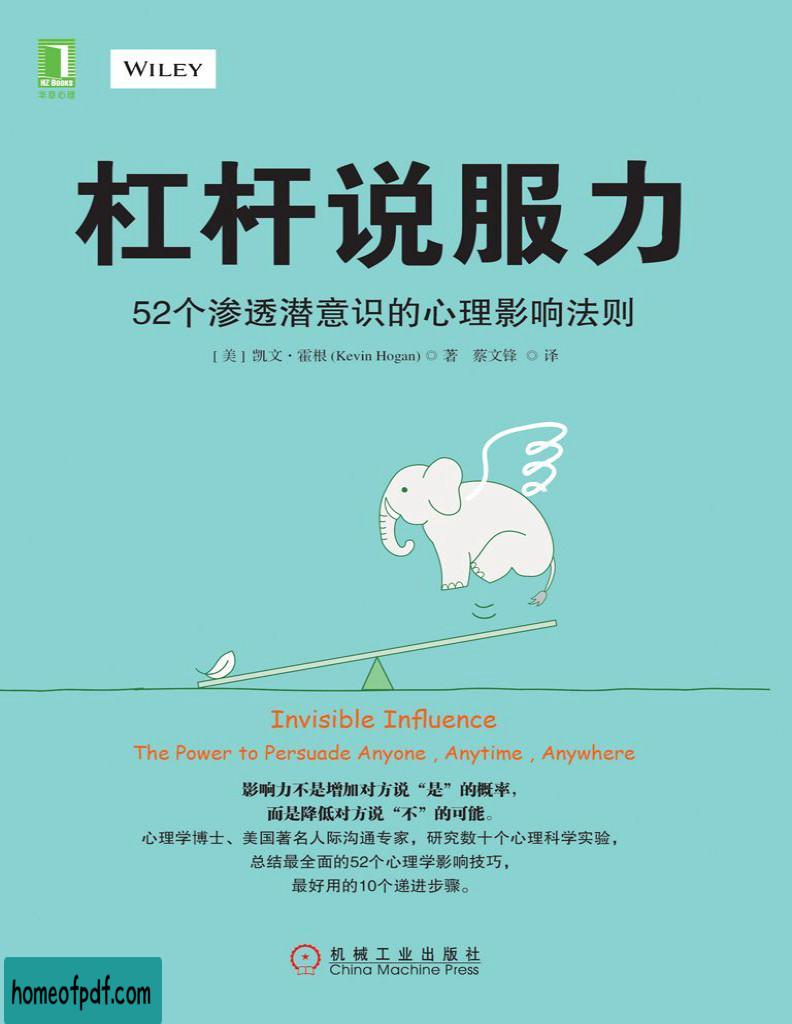 HZ BOOKS
华章心理
WILEY
杠杆说服力
52个渗透潜意识的心理影响法则
[美] 凯文·霍根 (Kevin Hogan) ◎ 著 蔡文锋 ◎ 译
Invisible Influence
The Power to Persuade Anyone , Anytime , Anywhere
影响力不是增加对方说“是”的概率，
而是降低对方说“不”的可能。
心理学博士、美国著名人际沟通专家，研究数十个心理科学实验，
总结最全面的52个心理学影响技巧，
最好用的10个递进步骤。
机械工业出版社
China Machine Press
homeofpdf.com